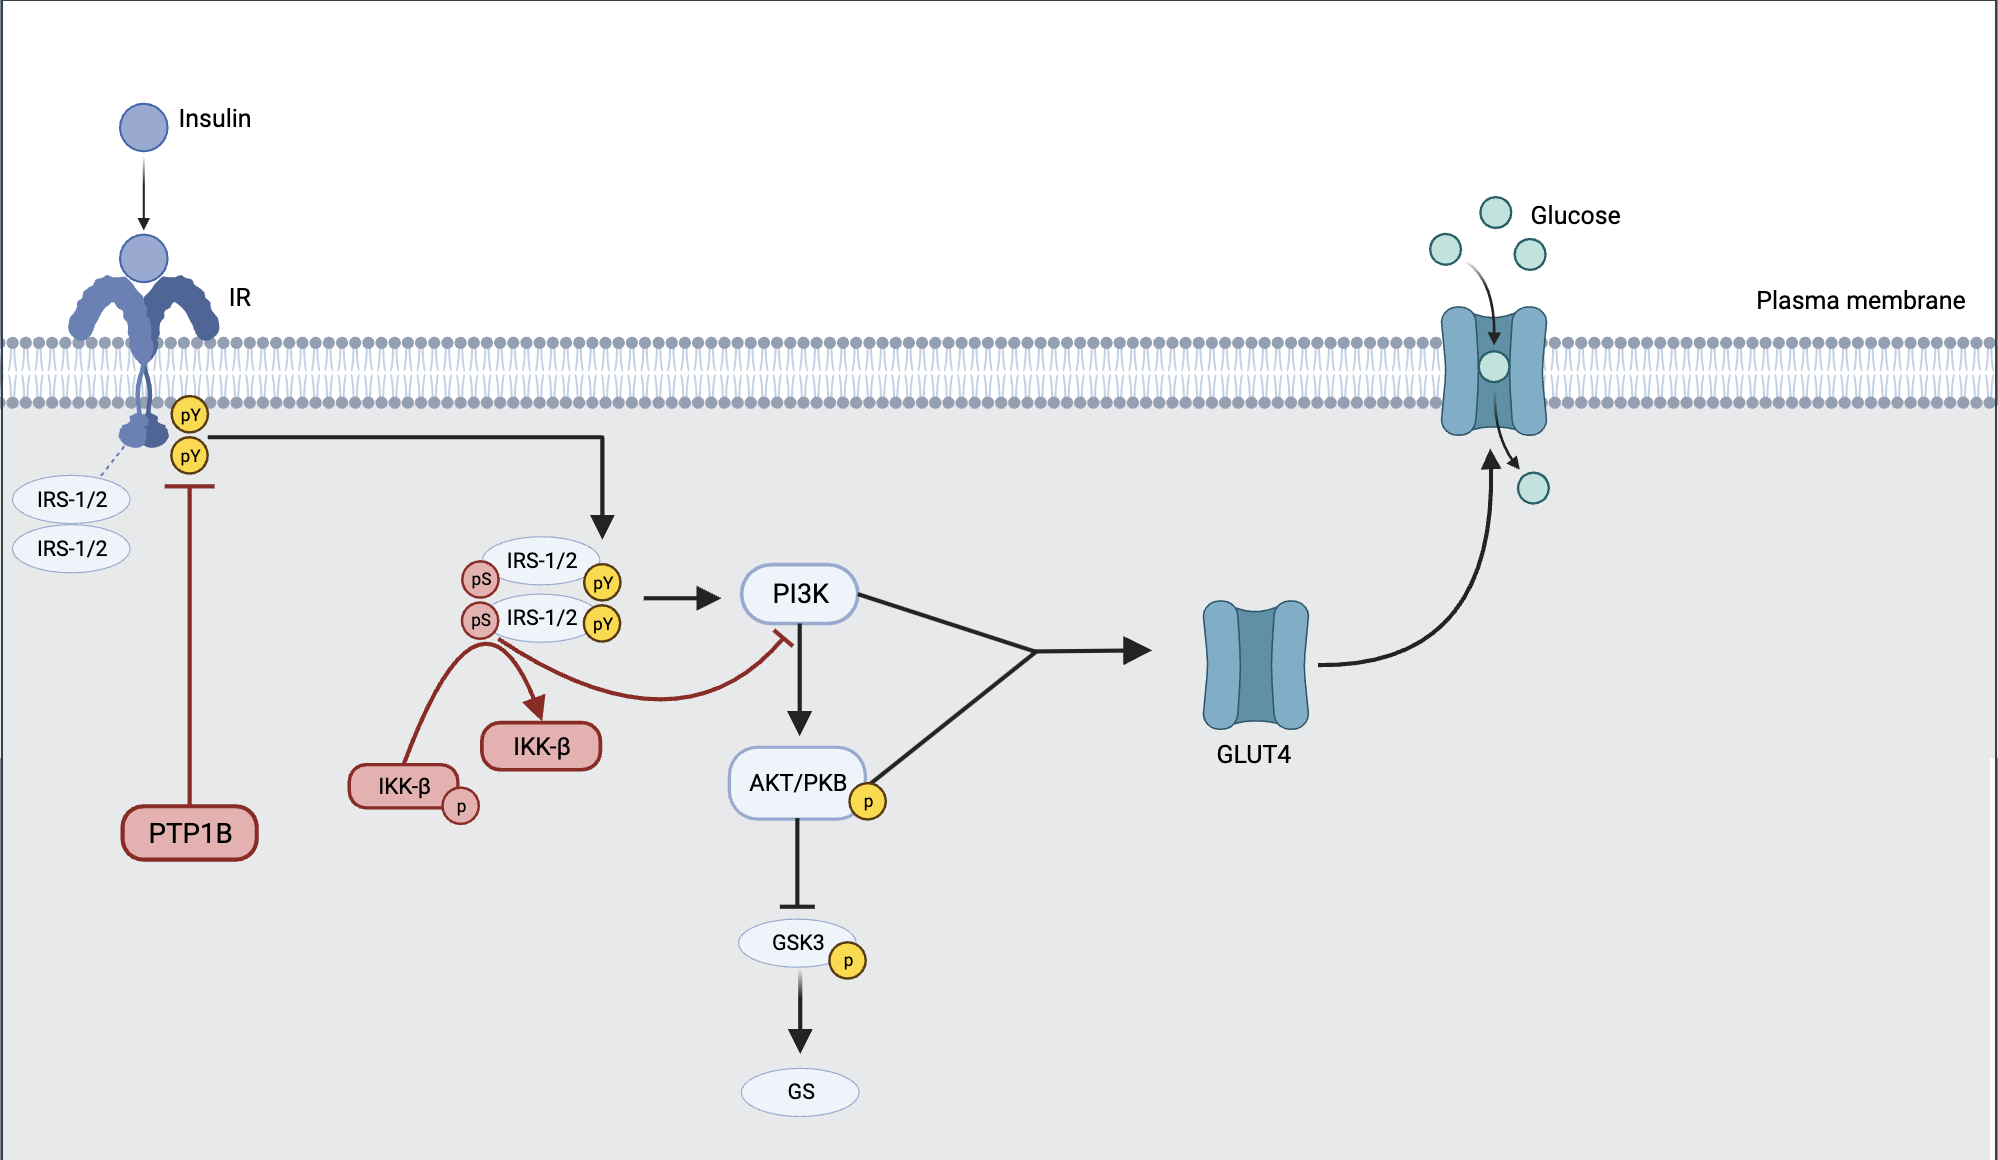 Insulin
IR
Glucose
Plasma membrane
pY
pY
IRS-1/2
IRS-1/2
IRS-1/2
pS
pY
IRS-1/2
pS
pY
PI3K
IKK-β
IKK-β
p
PTP1B
AKT/PKB
p
GLUT4
GSK3
p
GS